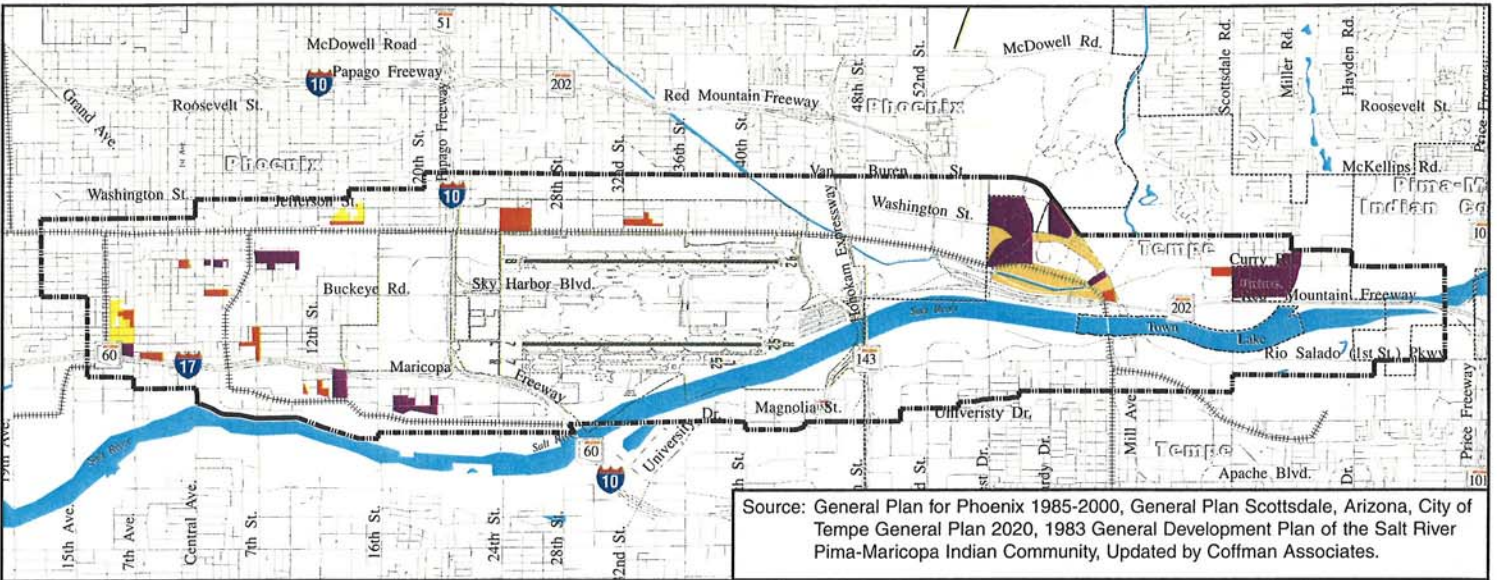 51
McDowell Road
10
Papago Freeway
McDowell Rd.
Scottsdale Rd.
Miller Rd.
Hayden Rd.
202
Papago Freeway
Red Mountain Freeway
48th St.
52nd St.
Phoenix
Grand Ave.
Roosevelt St.
Roosevelt St.
Phoenix
20th St.
28th St.
32nd St.
36th St.
40th St.
Van Buren St.
McKellips Rd.
Washington St.
Jefferson St.
10
Washington St.
Tempe
Curry
Buckeye Rd.
Sky Harbor Blvd.
Hohokam Expressway
26
Mountain Freeway
202
Salt River
Town
Lake
Rio Salado (1st St.) Pkwy
12th St.
60
17
Maricopa
Freeway
25
25
143
Magnolia St.
Univeristy Dr.
University Dr.
Mill Ave.
Price Freeway
Salt River
60
10
Tempe
Apache Blvd.
Dr.
101
19th Ave.
15th Ave.
7th Ave.
Central Ave.
7th St.
16th St.
24th St.
28th St.
Source: General Plan for Phoenix 1985-2000, General Plan Scottsdale, Arizona, City of
Tempe General Plan 2020, 1983 General Development Plan of the Salt River
Pima-Maricopa Indian Community, Updated by Coffman Associates.